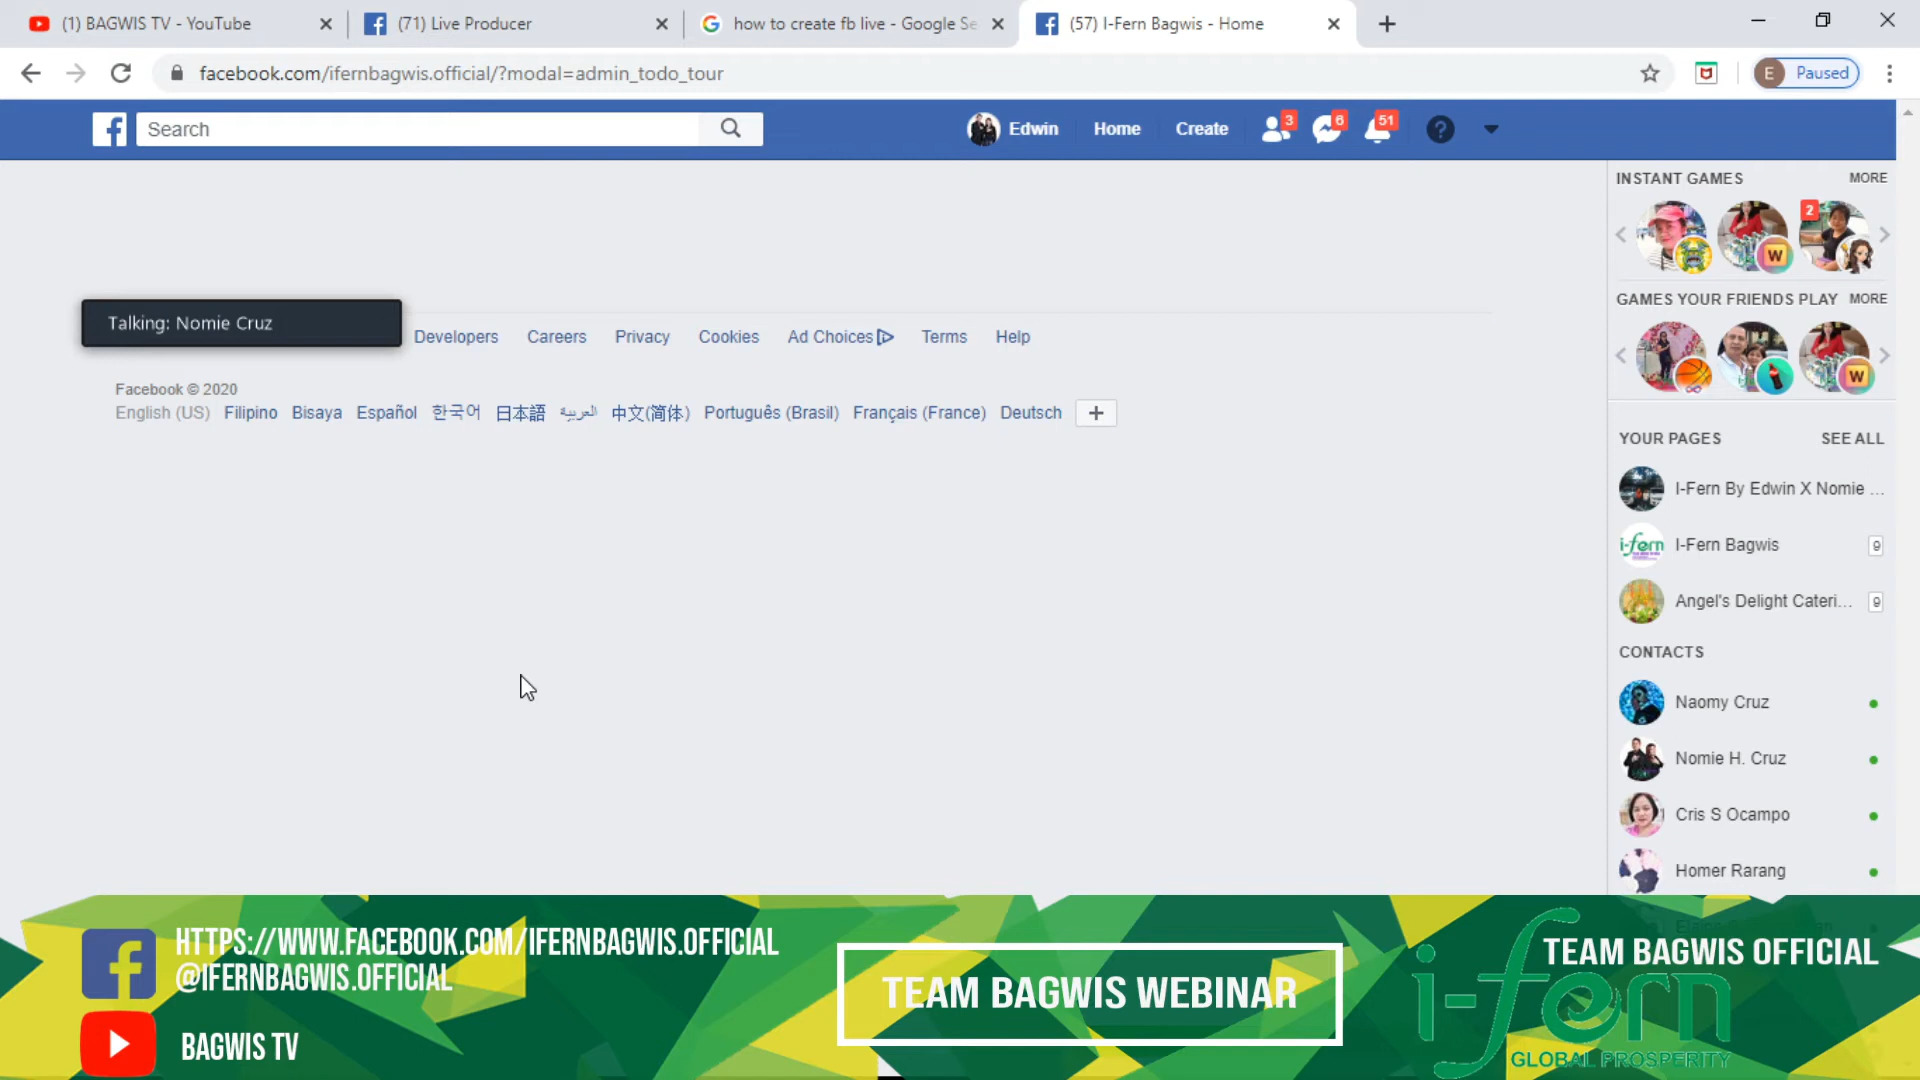 (1) BAGWIS TV - YouTube
(71) Live Producer
how to create fb live - Google Se
(57) I-Fern Bagwis - Home
facebook.com/ifernbagwis.official/?modal=admin_todo_tour
E Paused
Search
Edwin
Home
Create
3
6
51
INSTANT GAMES MORE
2
W
GAMES YOUR FRIENDS PLAY MORE
W
Talking: Nomie Cruz
Developers Careers Privacy Cookies Ad Choices Terms Help
Facebook © 2020
English (US) Filipino Bisaya Español 한국어 日本語 العربية 中文(简体) Português (Brasil) Français (France) Deutsch
YOUR PAGES SEE ALL
I-Fern By Edwin X Nomie ...
i-fern I-Fern Bagwis 9
Angel's Delight Cateri... 9
CONTACTS
Naomy Cruz
Nomie H. Cruz
Cris S Ocampo
Homer Rarang
HTTPS://WWW.FACEBOOK.COM/IFERNBAGWIS.OFFICIAL
@IFERNBAGWIS.OFFICIAL
BAGWIS TV
TEAM BAGWIS WEBINAR
TEAM BAGWIS OFFICIAL
i-fern
GLOBAL PROSPERITY